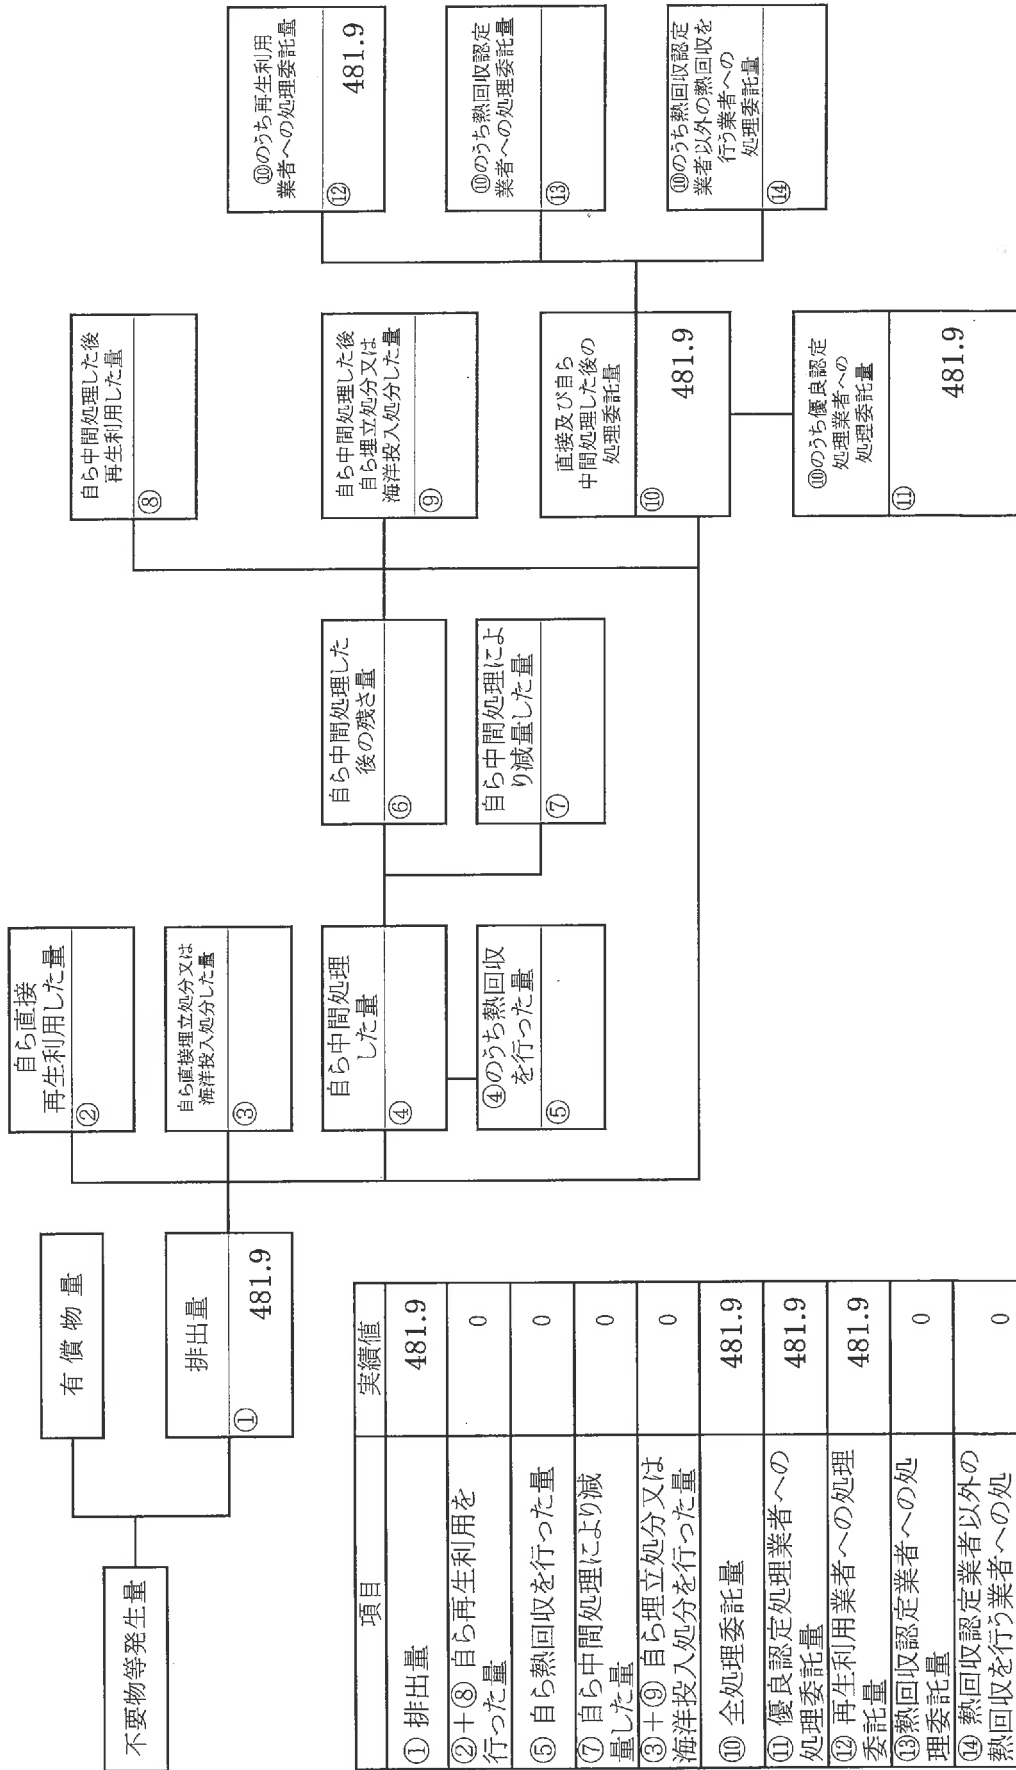 不要物等発生量
有償物量
排出量
①
481.9
自ら直接
再生利用した量
②
自ら直接埋立処分又は
海洋投入処分した量
③
自ら中間処理
した量
④
④のうち熱回収
を行った量
⑤
自ら中間処理した
後の残さ量
⑥
自ら中間処理によ
り減量した量
⑦
自ら中間処理した後
再生利用した量
⑧
自ら中間処理した後
自ら埋立処分又は
海洋投入処分した量
⑨
直接及び自ら
中間処理した後の
処理委託量
⑩
481.9
⑩のうち優良認定
処理業者への
処理委託量
⑪
481.9
⑩のうち再生利用
業者への処理委託量
⑫
481.9
⑩のうち熱回収認定
業者への処理委託量
⑬
⑩のうち熱回収認定
業者以外の熱回収を
行う業者への
処理委託量
⑭
項目 実績値
① 排出量 481.9
②+⑧ 自ら再生利用を
行った量 0
⑤ 自ら熱回収を行った量 0
⑦ 自ら中間処理により減
量した量 0
③+⑨ 自ら埋立処分又は
海洋投入処分を行った量 0
⑩ 全処理委託量 481.9
⑪ 優良認定処理業者への
処理委託量 481.9
⑫ 再生利用業者への処理
委託量 481.9
⑬熱回収認定業者への処
理委託量 0
⑭ 熱回収認定業者以外の
熱回収を行う業者への処 0